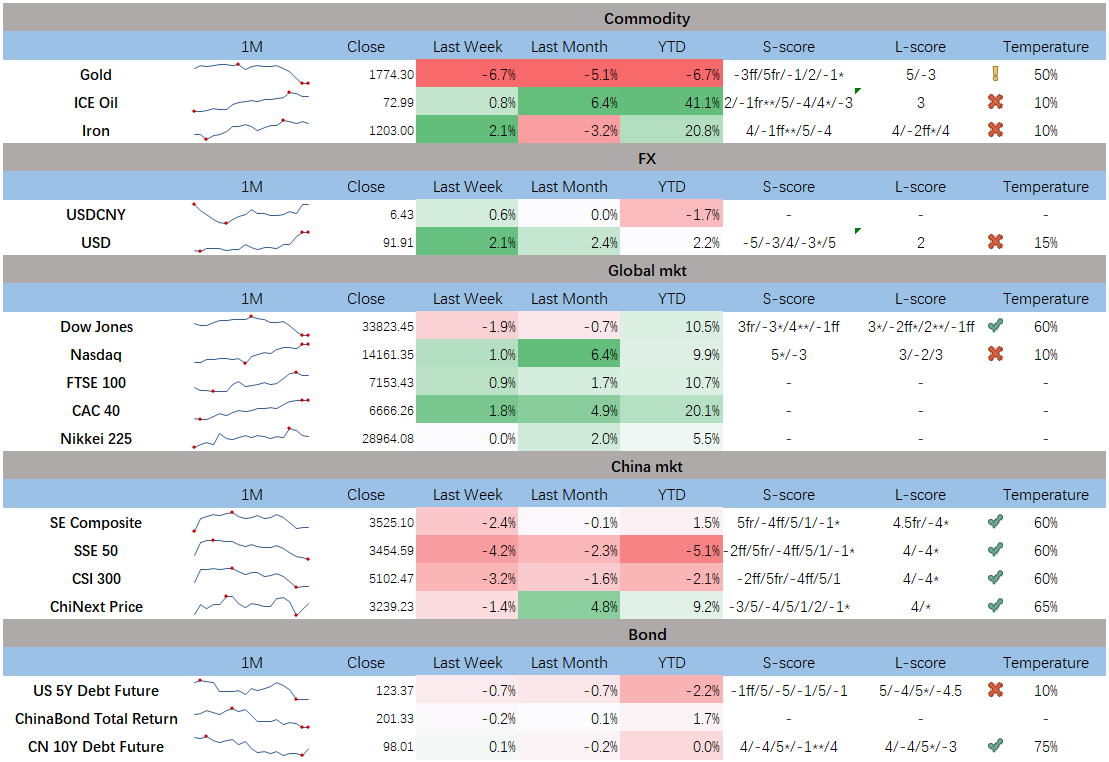 Commodity
1M Close Last Week Last Month YTD S-score L-score Temperature
Gold 1774.30 -6.7% -5.1% -6.7% -3ff/5fr/-1/2/-1* 5/-3 50%
ICE Oil 72.99 0.8% 6.4% 41.1% 2/-1fr**/5/-4/4*/-3 3 10%
Iron 1203.00 2.1% -3.2% 20.8% 4/-1ff**/5/-4 4/-2ff*/4 10%
FX
1M Close Last Week Last Month YTD S-score L-score Temperature
USDCNY 6.43 0.6% 0.0% -1.7% - - -
USD 91.91 2.1% 2.4% 2.2% -5/-3/4/-3*/5 2 15%
Global mkt
1M Close Last Week Last Month YTD S-score L-score Temperature
Dow Jones 33823.45 -1.9% -0.7% 10.5% 3fr/-3*/4**/-1ff 3*/-2ff*/2**/-1ff 60%
Nasdaq 14161.35 1.0% 6.4% 9.9% 5*/-3 3/-2/3 10%
FTSE 100 7153.43 0.9% 1.7% 10.7% - - -
CAC 40 6666.26 1.8% 4.9% 20.1% - - -
Nikkei 225 28964.08 0.0% 2.0% 5.5% - - -
China mkt
1M Close Last Week Last Month YTD S-score L-score Temperature
SE Composite 3525.10 -2.4% -0.1% 1.5% 5fr/-4ff/5/1/-1* 4.5fr/-4* 60%
SSE 50 3454.59 -4.2% -2.3% -5.1% -2ff/5fr/-4ff/5/1/-1* 4/-4* 60%
CSI 300 5102.47 -3.2% -1.6% -2.1% -2ff/5fr/-4ff/5/1 4/-4* 60%
ChiNext Price 3239.23 -1.4% 4.8% 9.2% -3/5/-4/5/1/2/-1* 4/* 65%
Bond
1M Close Last Week Last Month YTD S-score L-score Temperature
US 5Y Debt Future 123.37 -0.7% -0.7% -2.2% -1ff/5/-5/-1/5/-1 5/-4/5*/-4.5 10%
ChinaBond Total Return 201.33 -0.2% 0.1% 1.7% - - -
CN 10Y Debt Future 98.01 0.1% -0.2% 0.0% 4/-4/5*/-1**/4 4/-4/5*/-3 75%